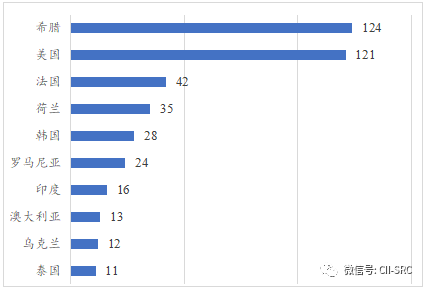 希腊 124
美国 121
法国 42
荷兰 35
韩国 28
罗马尼亚 24
印度 16
澳大利亚 13
乌克兰 12
泰国 11
微信号: CII-SRC